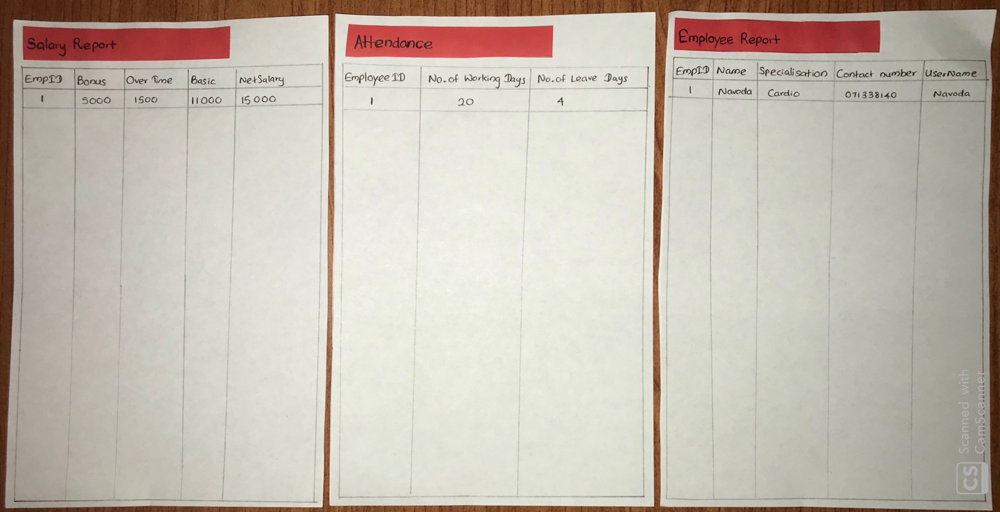 Salary Report
EmpID Bonus Over Time Basic NetSalary
1 5000 1500 11000 15000
Attendance
Employee ID No. of Working Days No. of Leave Days
1 20 4
Employee Report
EmpID Name Specialisation Contact number UserName
1 Navoda Cardio 071338140 Navoda
Scanned with
CamScanner
CS